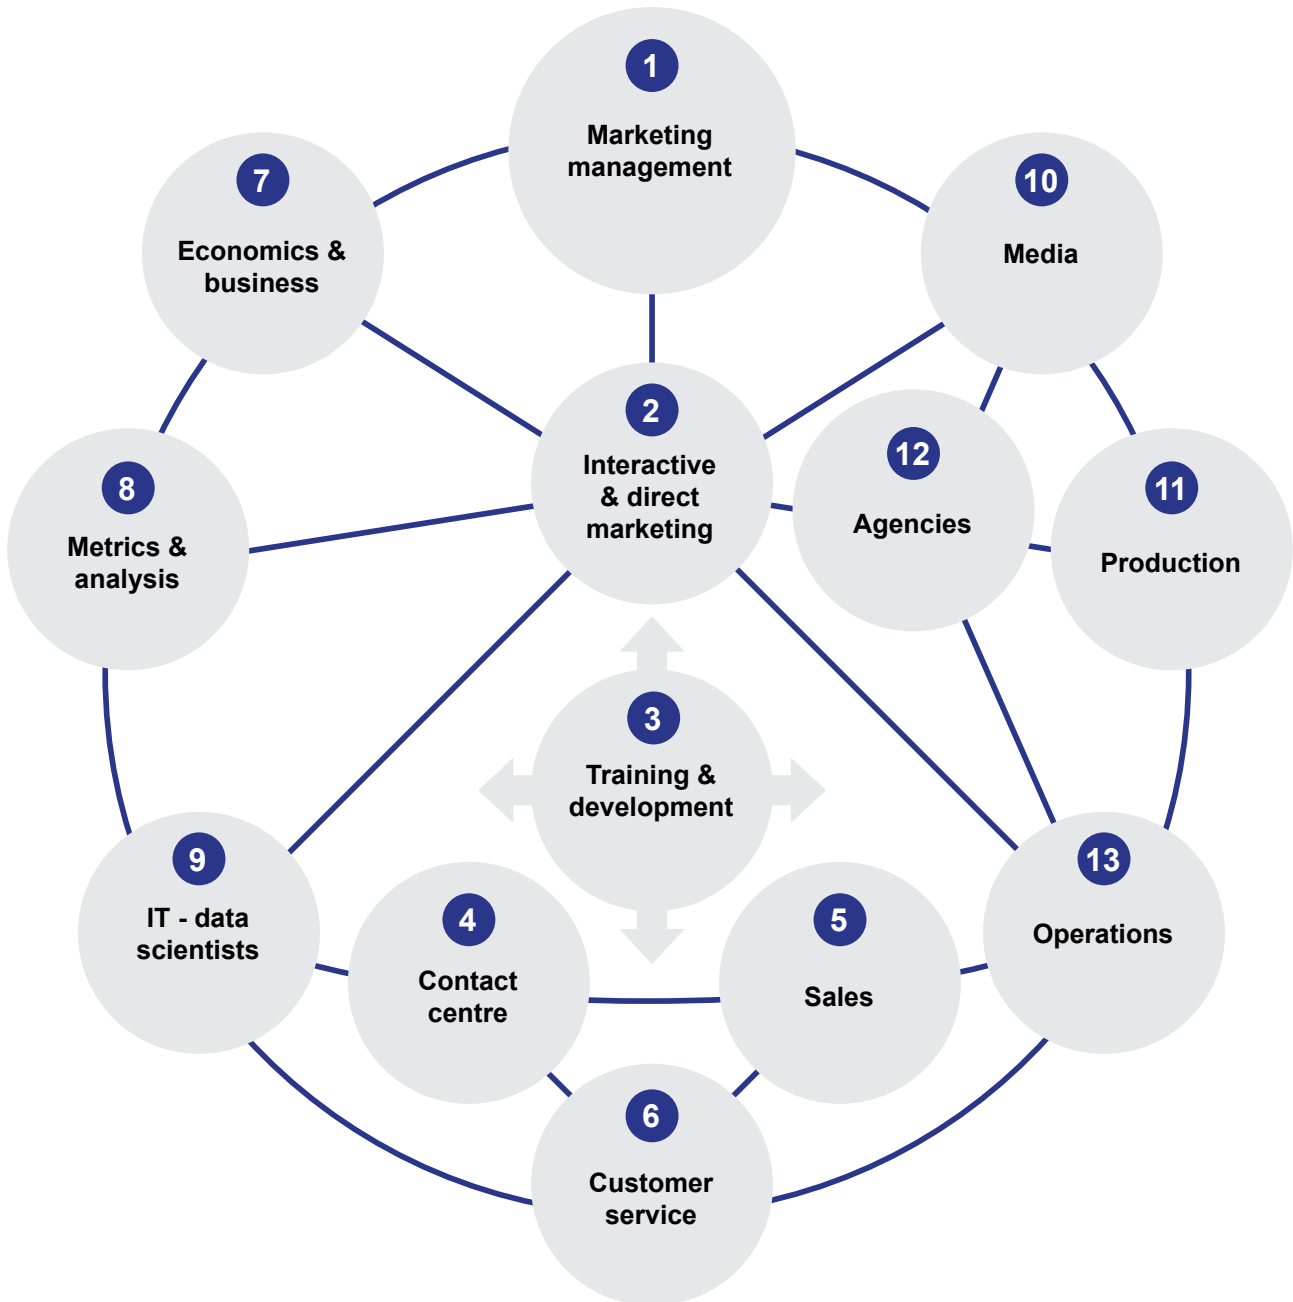 1
Marketing
management
7
Economics &
business
10
Media
2
Interactive
& direct
marketing
12
Agencies
11
Production
8
Metrics &
analysis
3
Training &
development
9
IT - data
scientists
4
Contact
centre
5
Sales
13
Operations
6
Customer
service